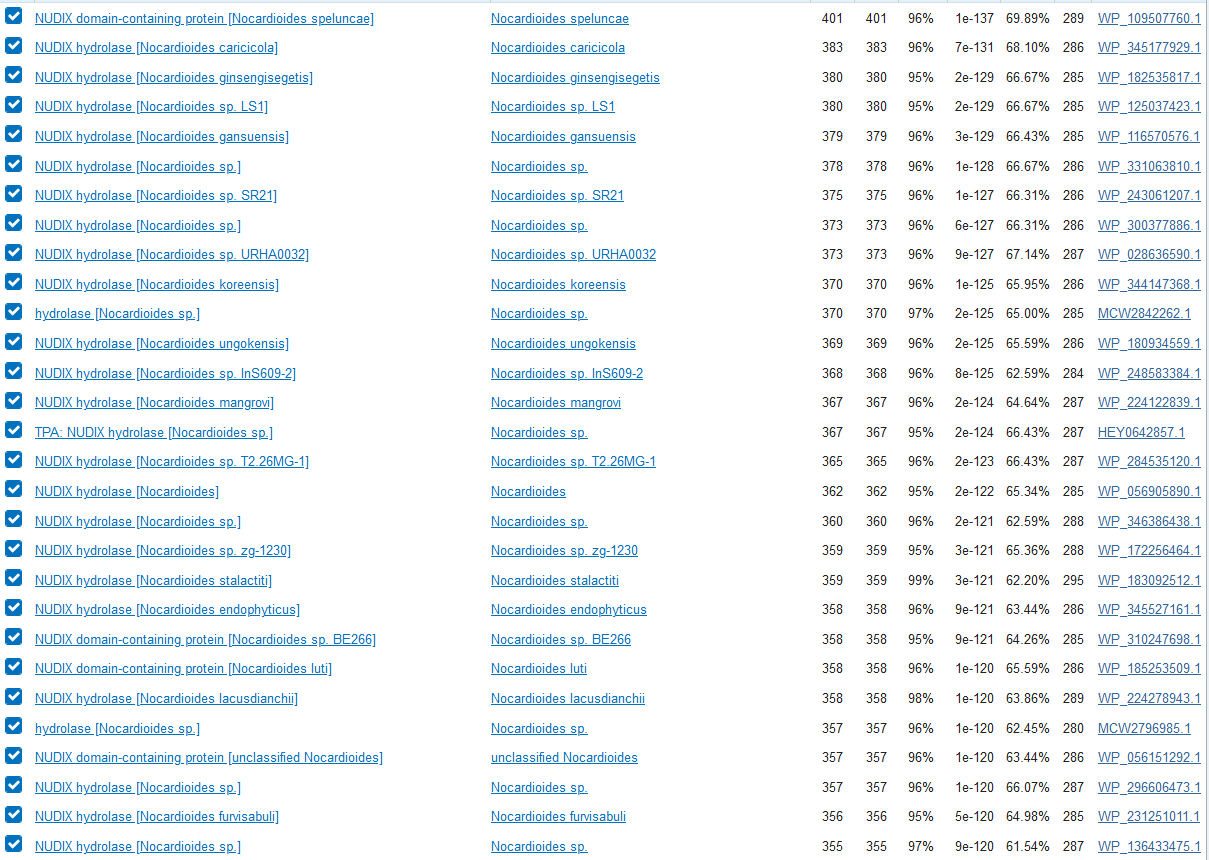 NUDIX domain-containing protein [Nocardioides speluncae] Nocardioides speluncae 401 401 96% 1e-137 69.89% 289 WP_109507760.1
NUDIX hydrolase [Nocardioides caricicola] Nocardioides caricicola 383 383 96% 7e-131 68.10% 286 WP_345177929.1
NUDIX hydrolase [Nocardioides ginsengisegetis] Nocardioides ginsengisegetis 380 380 95% 2e-129 66.67% 285 WP_182535817.1
NUDIX hydrolase [Nocardioides sp. LS1] Nocardioides sp. LS1 380 380 95% 2e-129 66.67% 285 WP_125037423.1
NUDIX hydrolase [Nocardioides gansuensis] Nocardioides gansuensis 379 379 96% 3e-129 66.43% 285 WP_116570576.1
NUDIX hydrolase [Nocardioides sp.] Nocardioides sp. 378 378 96% 1e-128 66.67% 286 WP_331063810.1
NUDIX hydrolase [Nocardioides sp. SR21] Nocardioides sp. SR21 375 375 96% 1e-127 66.31% 286 WP_243061207.1
NUDIX hydrolase [Nocardioides sp.] Nocardioides sp. 373 373 96% 6e-127 66.31% 286 WP_300377886.1
NUDIX hydrolase [Nocardioides sp. URHA0032] Nocardioides sp. URHA0032 373 373 96% 9e-127 67.14% 287 WP_028636590.1
NUDIX hydrolase [Nocardioides koreensis] Nocardioides koreensis 370 370 96% 1e-125 65.95% 286 WP_344147368.1
hydrolase [Nocardioides sp.] Nocardioides sp. 370 370 97% 2e-125 65.00% 285 MCW2842262.1
NUDIX hydrolase [Nocardioides ungokensis] Nocardioides ungokensis 369 369 96% 2e-125 65.59% 286 WP_180934559.1
NUDIX hydrolase [Nocardioides sp. InS609-2] Nocardioides sp. InS609-2 368 368 96% 8e-125 62.59% 284 WP_248583384.1
NUDIX hydrolase [Nocardioides mangrovi] Nocardioides mangrovi 367 367 96% 2e-124 64.64% 287 WP_224122839.1
TPA: NUDIX hydrolase [Nocardioides sp.] Nocardioides sp. 367 367 95% 2e-124 66.43% 287 HEY0642857.1
NUDIX hydrolase [Nocardioides sp. T2.26MG-1] Nocardioides sp. T2.26MG-1 365 365 96% 2e-123 66.43% 287 WP_284535120.1
NUDIX hydrolase [Nocardioides] Nocardioides 362 362 95% 2e-122 65.34% 285 WP_056905890.1
NUDIX hydrolase [Nocardioides sp.] Nocardioides sp. 360 360 96% 2e-121 62.59% 288 WP_346386438.1
NUDIX hydrolase [Nocardioides sp. zg-1230] Nocardioides sp. zg-1230 359 359 95% 3e-121 65.36% 288 WP_172256464.1
NUDIX hydrolase [Nocardioides stalactiti] Nocardioides stalactiti 359 359 99% 3e-121 62.20% 295 WP_183092512.1
NUDIX hydrolase [Nocardioides endophyticus] Nocardioides endophyticus 358 358 96% 9e-121 63.44% 286 WP_345527161.1
NUDIX domain-containing protein [Nocardioides sp. BE266] Nocardioides sp. BE266 358 358 95% 9e-121 64.26% 285 WP_310247698.1
NUDIX domain-containing protein [Nocardioides luti] Nocardioides luti 358 358 96% 1e-120 65.59% 286 WP_185253509.1
NUDIX hydrolase [Nocardioides lacusdianchii] Nocardioides lacusdianchii 358 358 98% 1e-120 63.86% 289 WP_224278943.1
hydrolase [Nocardioides sp.] Nocardioides sp. 357 357 96% 1e-120 62.45% 280 MCW2796985.1
NUDIX domain-containing protein [unclassified Nocardioides] unclassified Nocardioides 357 357 96% 1e-120 63.44% 286 WP_056151292.1
NUDIX hydrolase [Nocardioides sp.] Nocardioides sp. 357 357 96% 1e-120 66.07% 287 WP_296606473.1
NUDIX hydrolase [Nocardioides furvisabuli] Nocardioides furvisabuli 356 356 95% 5e-120 64.98% 285 WP_231251011.1
NUDIX hydrolase [Nocardioides sp.] Nocardioides sp. 355 355 97% 9e-120 61.54% 287 WP_136433475.1